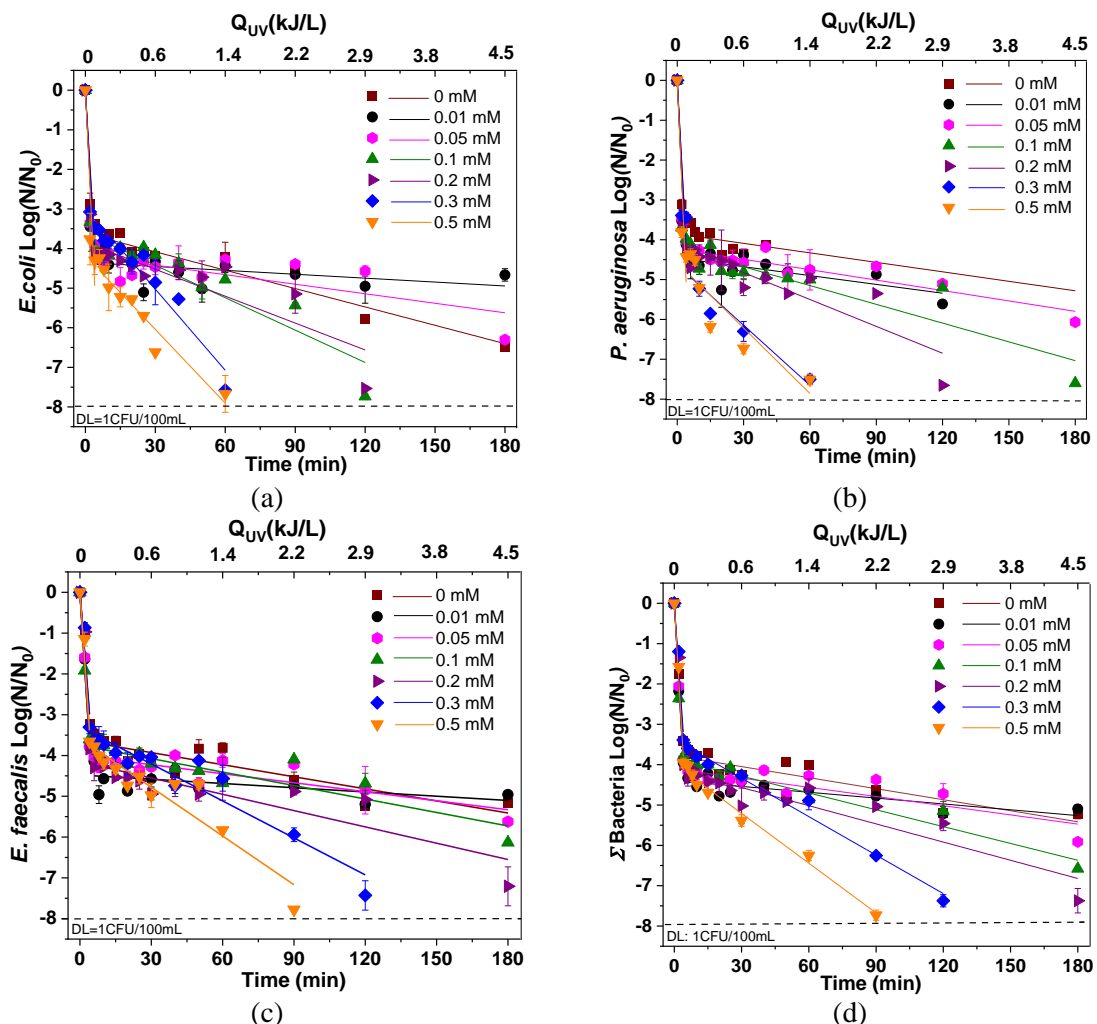 Q_UV(kJ/L)
0 0.6 1.4 2.2 2.9 3.8 4.5
0
-1
-2
-3
-4
-5
-6
-7
-8
E.coli Log(N/N₀)
0 mM
0.01 mM
0.05 mM
0.1 mM
0.2 mM
0.3 mM
0.5 mM
DL=1CFU/100mL
0 30 60 90 120 180
Time (min)
(a)
Q_UV(kJ/L)
0 0.6 1.4 2.2 2.9 3.8 4.5
0
-1
-2
-3
-4
-5
-6
-7
-8
P. aeruginosa Log(N/N₀)
0 mM
0.01 mM
0.05 mM
0.1 mM
0.2 mM
0.3 mM
0.5 mM
DL=1CFU/100mL
0 30 60 90 120 180
Time (min)
(b)
Q_UV(kJ/L)
0 0.6 1.4 2.2 2.9 3.8 4.5
0
-1
-2
-3
-4
-5
-6
-7
-8
E. faecalis Log(N/N₀)
0 mM
0.01 mM
0.05 mM
0.1 mM
0.2 mM
0.3 mM
0.5 mM
DL=1CFU/100mL
0 30 60 90 120 180
Time (min)
(c)
Q_UV(kJ/L)
0 0.6 1.4 2.2 2.9 3.8 4.5
0
-1
-2
-3
-4
-5
-6
-7
-8
Σ Bacteria Log(N/N₀)
0 mM
0.01 mM
0.05 mM
0.1 mM
0.2 mM
0.3 mM
0.5 mM
DL: 1CFU/100mL
0 30 60 90 120 180
Time (min)
(d)